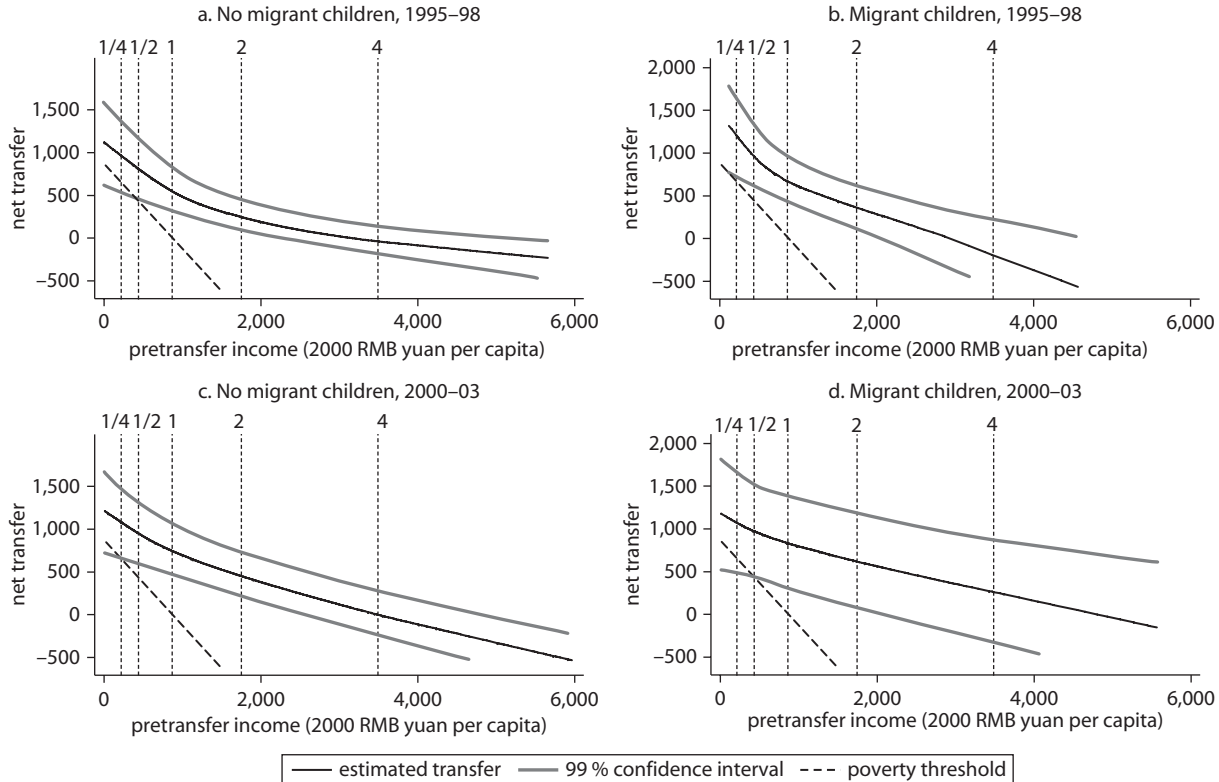 a. No migrant children, 1995–98
1/4 1/2 1 2 4
1,500
1,000
500
0
−500
net transfer
0 2,000 4,000 6,000
pretransfer income (2000 RMB yuan per capita)
b. Migrant children, 1995–98
1/4 1/2 1 2 4
2,000
1,500
1,000
500
0
−500
net transfer
0 2,000 4,000 6,000
pretransfer income (2000 RMB yuan per capita)
c. No migrant children, 2000–03
1/4 1/2 1 2 4
1,500
1,000
500
0
−500
net transfer
0 2,000 4,000 6,000
pretransfer income (2000 RMB yuan per capita)
d. Migrant children, 2000–03
1/4 1/2 1 2 4
2,000
1,500
1,000
500
0
−500
net transfer
0 2,000 4,000 6,000
pretransfer income (2000 RMB yuan per capita)
estimated transfer 99 % confidence interval poverty threshold